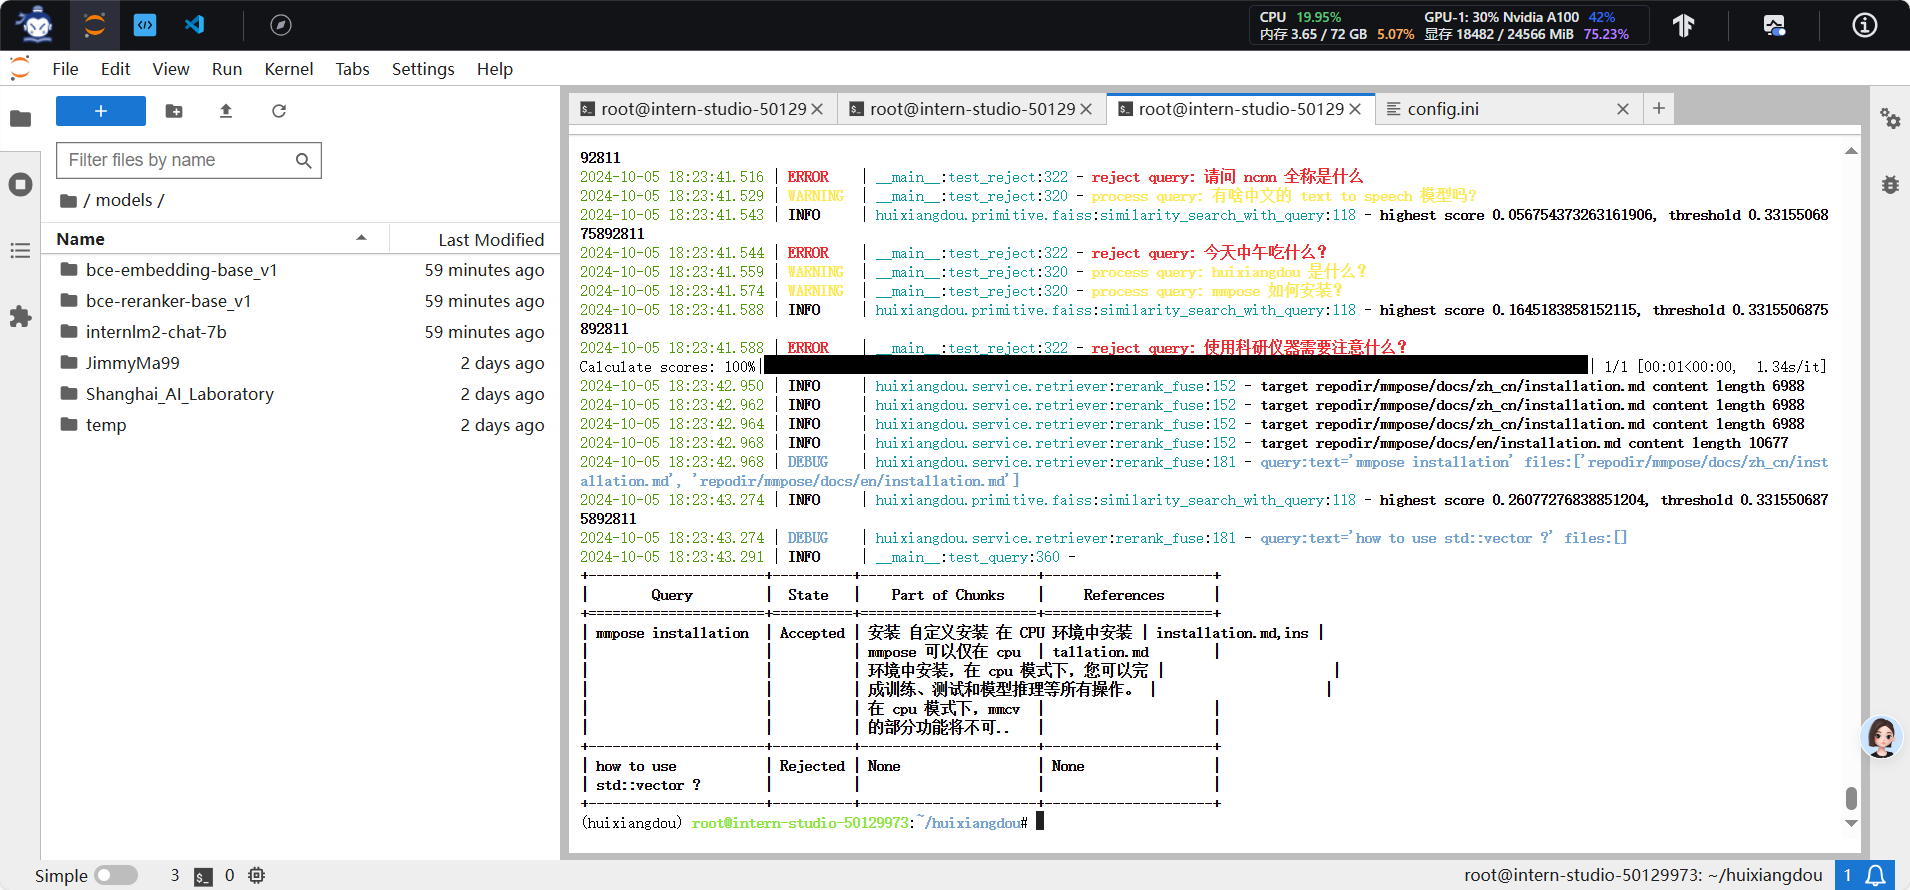 CPU 19.95% GPU-1: 30% Nvidia A100 42%
内存 3.65 / 72 GB 5.07% 显存 18482 / 24566 MiB 75.23%
File Edit View Run Kernel Tabs Settings Help
root@intern-studio-50129 root@intern-studio-50129 root@intern-studio-50129 config.ini
Filter files by name
/ models /
Name Last Modified
bce-embedding-base_v1 59 minutes ago
bce-reranker-base_v1 59 minutes ago
internlm2-chat-7b 59 minutes ago
JimmyMa99 2 days ago
Shanghai_AI_Laboratory 2 days ago
temp 2 days ago
92811
2024-10-05 18:23:41.516 | ERROR | __main__:test_reject:322 - reject query: 请问 ncnn 全称是什么
2024-10-05 18:23:41.529 | WARNING | __main__:test_reject:320 - process query: 有啥中文的 text to speech 模型吗?
2024-10-05 18:23:41.543 | INFO | huixiangdou.primitive.faiss:similarity_search_with_query:118 - highest score 0.056754373263161906, threshold 0.33155068
75892811
2024-10-05 18:23:41.544 | ERROR | __main__:test_reject:322 - reject query: 今天中午吃什么?
2024-10-05 18:23:41.559 | WARNING | __main__:test_reject:320 - process query: huixiangdou 是什么?
2024-10-05 18:23:41.574 | WARNING | __main__:test_reject:320 - process query: mmpose 如何安装?
2024-10-05 18:23:41.588 | INFO | huixiangdou.primitive.faiss:similarity_search_with_query:118 - highest score 0.1645183858152115, threshold 0.3315506875
892811
2024-10-05 18:23:41.588 | ERROR | __main__:test_reject:322 - reject query: 使用科研仪器需要注意什么?
Calculate scores: 100%| | 1/1 [00:01<00:00, 1.34s/it]
2024-10-05 18:23:42.950 | INFO | huixiangdou.service.retriever:rerank_fuse:152 - target repodir/mmpose/docs/zh_cn/installation.md content length 6988
2024-10-05 18:23:42.962 | INFO | huixiangdou.service.retriever:rerank_fuse:152 - target repodir/mmpose/docs/zh_cn/installation.md content length 6988
2024-10-05 18:23:42.964 | INFO | huixiangdou.service.retriever:rerank_fuse:152 - target repodir/mmpose/docs/zh_cn/installation.md content length 6988
2024-10-05 18:23:42.968 | INFO | huixiangdou.service.retriever:rerank_fuse:152 - target repodir/mmpose/docs/en/installation.md content length 10677
2024-10-05 18:23:42.968 | DEBUG | huixiangdou.service.retriever:rerank_fuse:181 - query:text='mmpose installation' files:['repodir/mmpose/docs/zh_cn/inst
allation.md', 'repodir/mmpose/docs/en/installation.md']
2024-10-05 18:23:43.274 | INFO | huixiangdou.primitive.faiss:similarity_search_with_query:118 - highest score 0.26077276838851204, threshold 0.331550687
5892811
2024-10-05 18:23:43.274 | DEBUG | huixiangdou.service.retriever:rerank_fuse:181 - query:text='how to use std::vector ?' files:[]
2024-10-05 18:23:43.291 | INFO | __main__:test_query:360 -
+----------------------+----------+----------------------+---------------------+
| Query | State | Part of Chunks | References |
+======================+==========+======================+=====================+
| mmpose installation | Accepted | 安装 自定义安装 在 CPU 环境中安装 | installation.md,ins |
| | | mmpose 可以仅在 cpu | tallation.md |
| | | 环境中安装，在 cpu 模式下，您可以完 | |
| | | 成训练、测试和模型推理等所有操作。 | |
| | | 在 cpu 模式下，mmcv | |
| | | 的部分功能将不可.. | |
+----------------------+----------+----------------------+---------------------+
| how to use | Rejected | None | None |
| std::vector ? | | | |
+----------------------+----------+----------------------+---------------------+
(huixiangdou) root@intern-studio-50129973:~/huixiangdou#
Simple 3 0 root@intern-studio-50129973: ~/huixiangdou 1